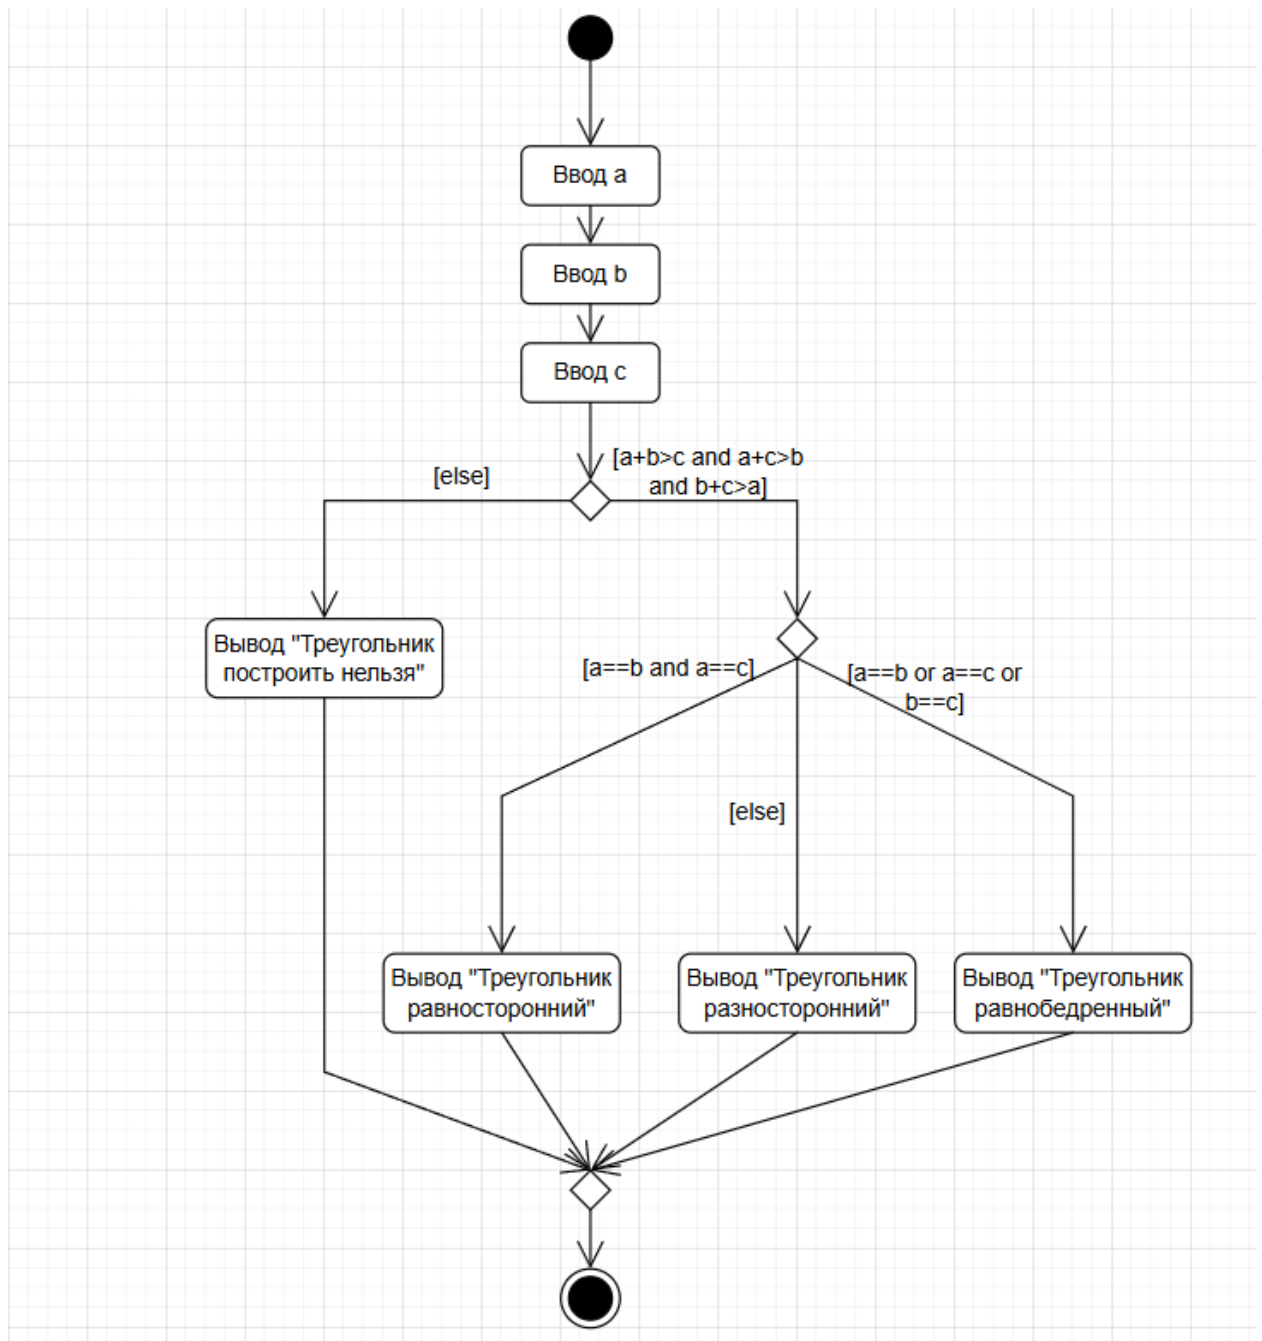 Ввод a
Ввод b
Ввод c
[else]
[a+b>c and a+c>b
and b+c>a]
Вывод "Треугольник
построить нельзя"
[a==b and a==c]
[a==b or a==c or
b==c]
[else]
Вывод "Треугольник
равносторонний"
Вывод "Треугольник
разносторонний"
Вывод "Треугольник
равнобедренный"